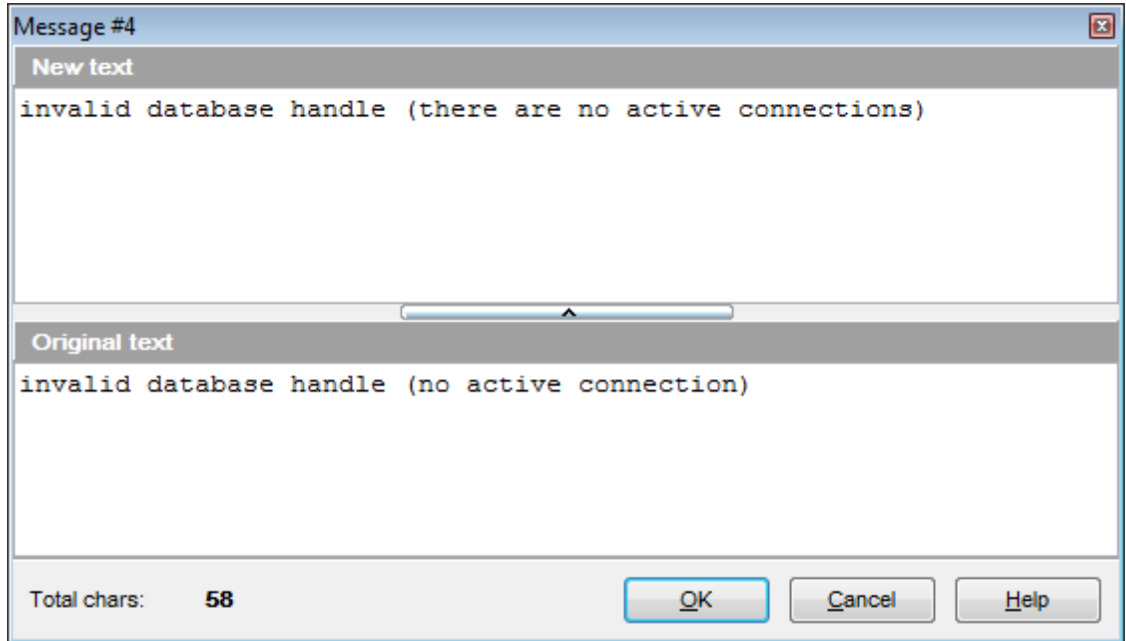 Message #4
New text
invalid database handle (there are no active connections)
Original text
invalid database handle (no active connection)
Total chars: 58
OK
Cancel
Help